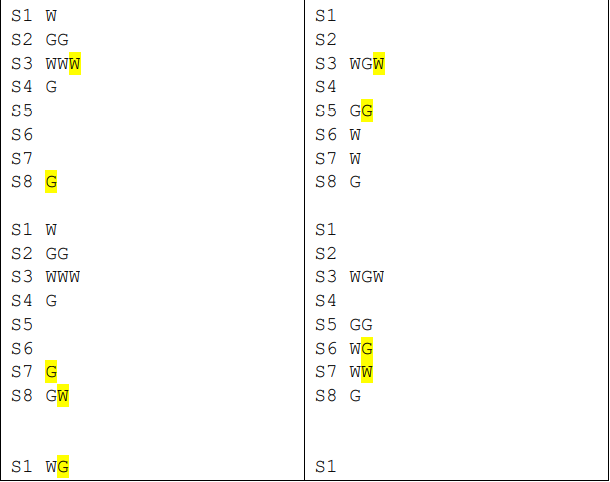 S1 W
S2 GG
S3 WWW
S4 G
S5
S6
S7
S8 G
S1 W
S2 GG
S3 WWW
S4 G
S5
S6
S7 G
S8 GW
S1 WG
S1
S2
S3 WGW
S4
S5 GG
S6 W
S7 W
S8 G
S1
S2
S3 WGW
S4
S5 GG
S6 WG
S7 WW
S8 G
S1